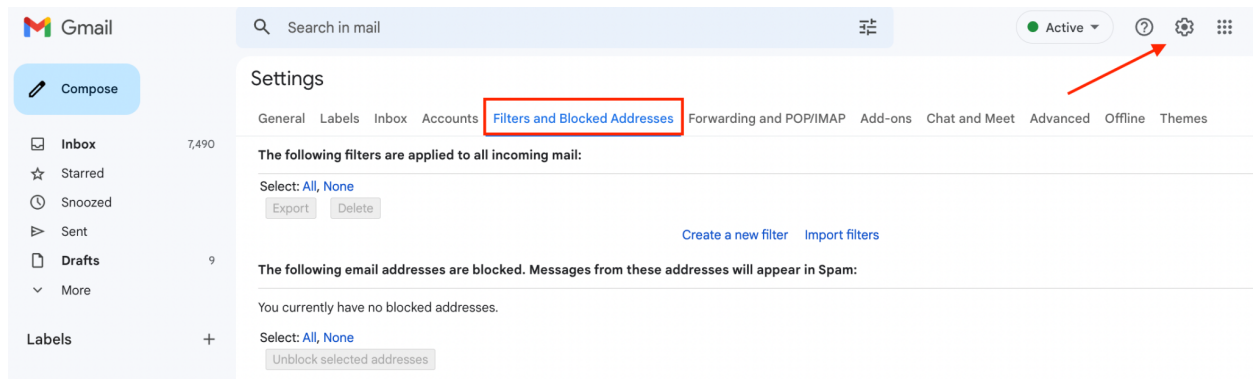 Gmail
Search in mail
Active
Compose
Inbox 7,490
Starred
Snoozed
Sent
Drafts 9
More
Labels
Settings
General Labels Inbox Accounts Filters and Blocked Addresses Forwarding and POP/IMAP Add-ons Chat and Meet Advanced Offline Themes
The following filters are applied to all incoming mail:
Select: All, None
Export Delete
Create a new filter Import filters
The following email addresses are blocked. Messages from these addresses will appear in Spam:
You currently have no blocked addresses.
Select: All, None
Unblock selected addresses